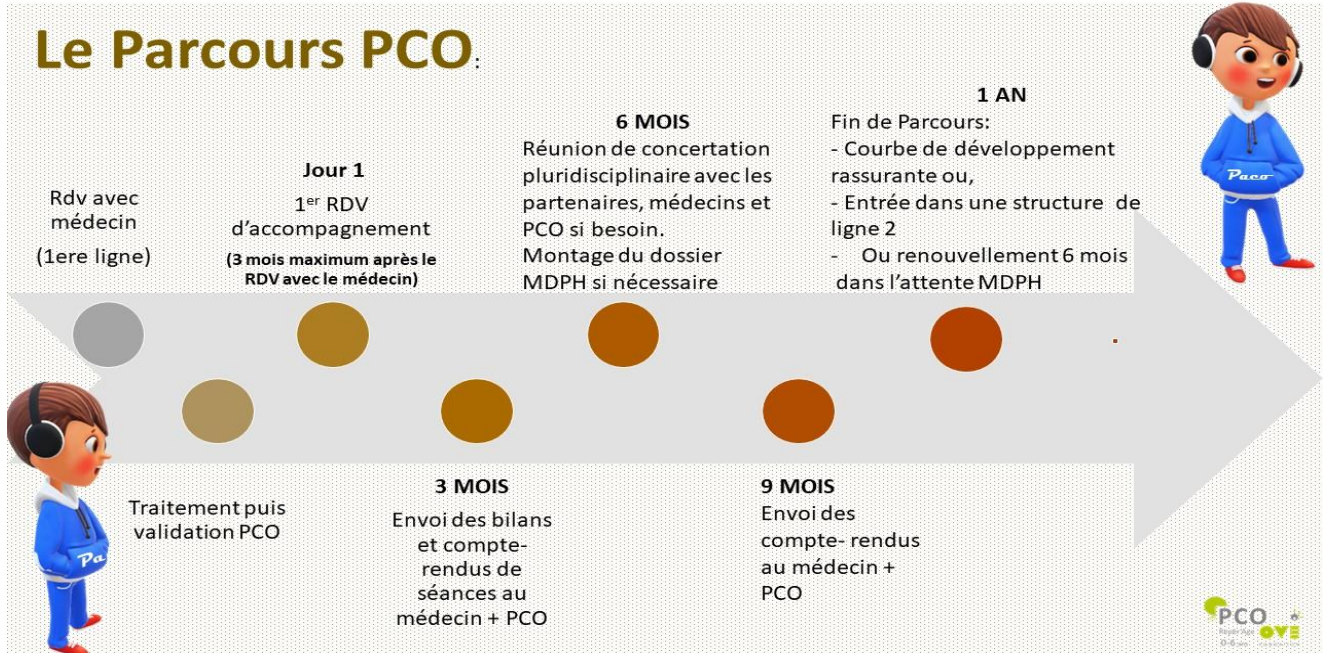 Le Parcours PCO:
Rdv avec
médecin
(1ere ligne)
Traitement puis
validation PCO
Jour 1
1er RDV
d’accompagnement
(3 mois maximum après le
RDV avec le médecin)
3 MOIS
Envoi des bilans
et compte-
rendus de
séances au
médecin + PCO
6 MOIS
Réunion de concertation
pluridisciplinaire avec les
partenaires, médecins et
PCO si besoin.
Montage du dossier
MDPH si nécessaire
9 MOIS
Envoi des
compte- rendus
au médecin +
PCO
1 AN
Fin de Parcours:
- Courbe de développement
rassurante ou,
- Entrée dans une structure de
ligne 2
- Ou renouvellement 6 mois
dans l’attente MDPH
Paco
Pa
PCO
OVE
0-6